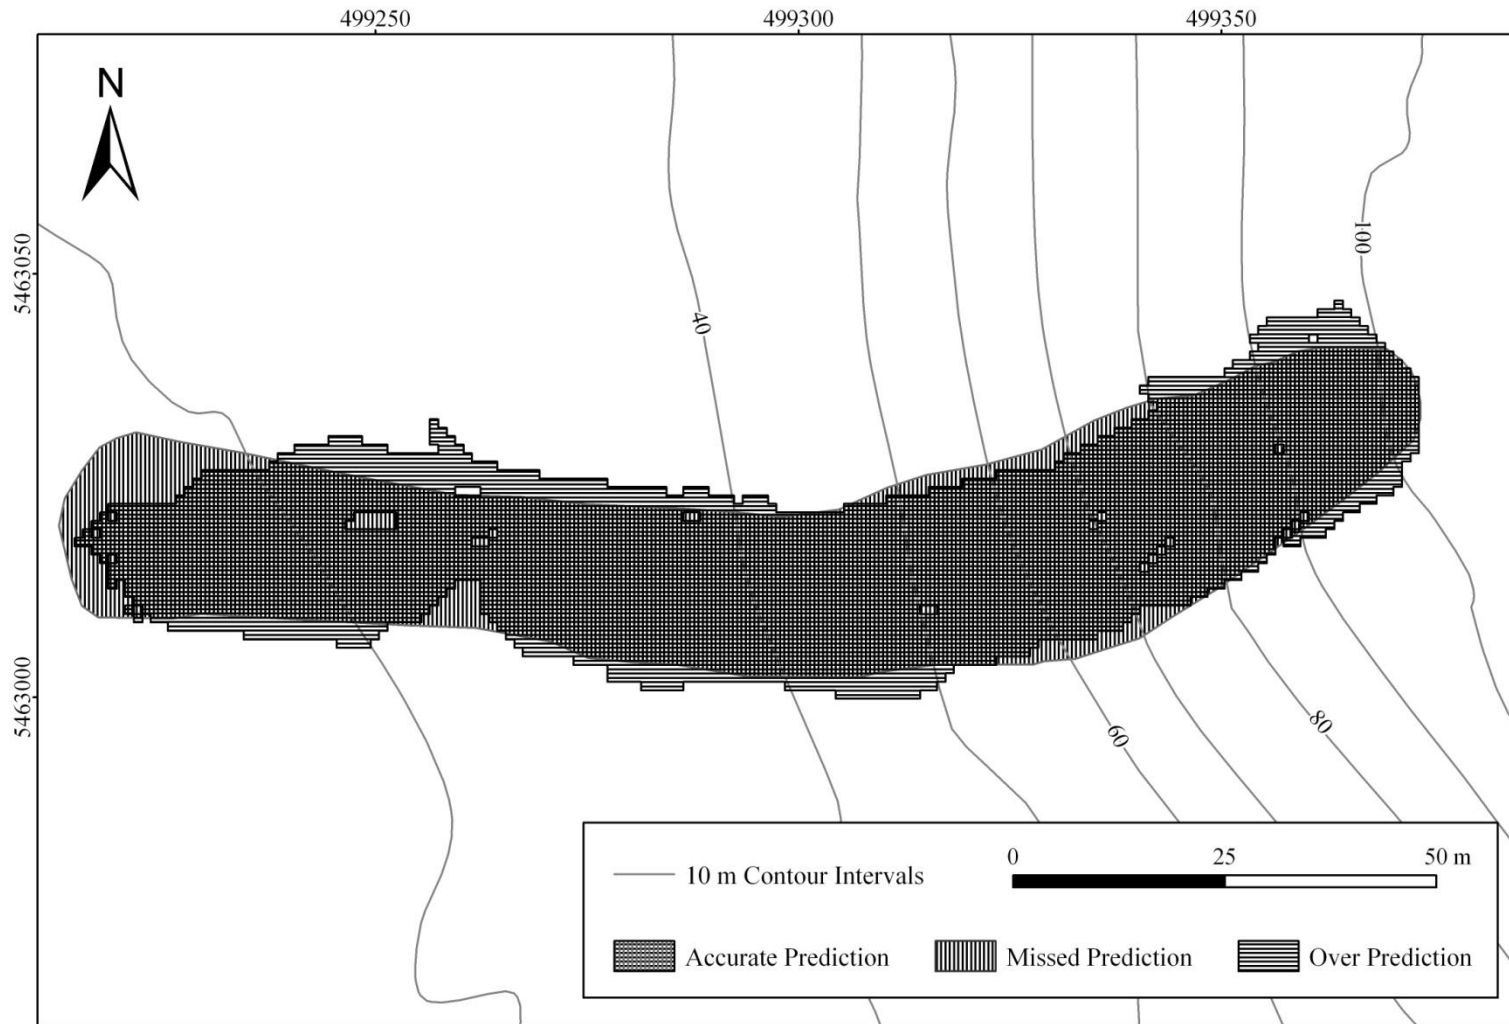 499250 499300 499350
N
5463050
100
40
5463000
60
80
0 25 50 m
10 m Contour Intervals
Accurate Prediction Missed Prediction Over Prediction